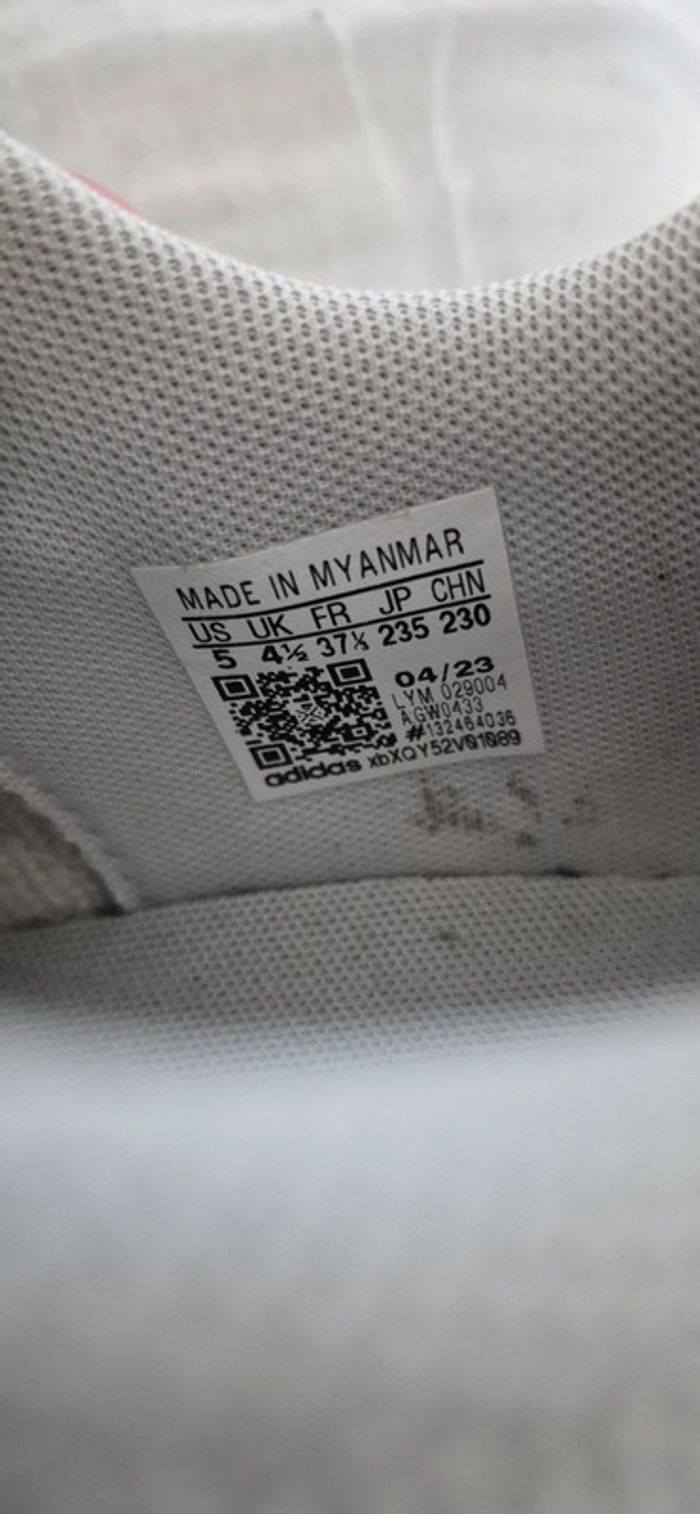 MADE IN MYANMAR
US UK FR JP CHN
5 4½ 37⅓ 235 230
04/23
LYM 029004
AGW0433
#132464036
adidas xbXQY52V01089